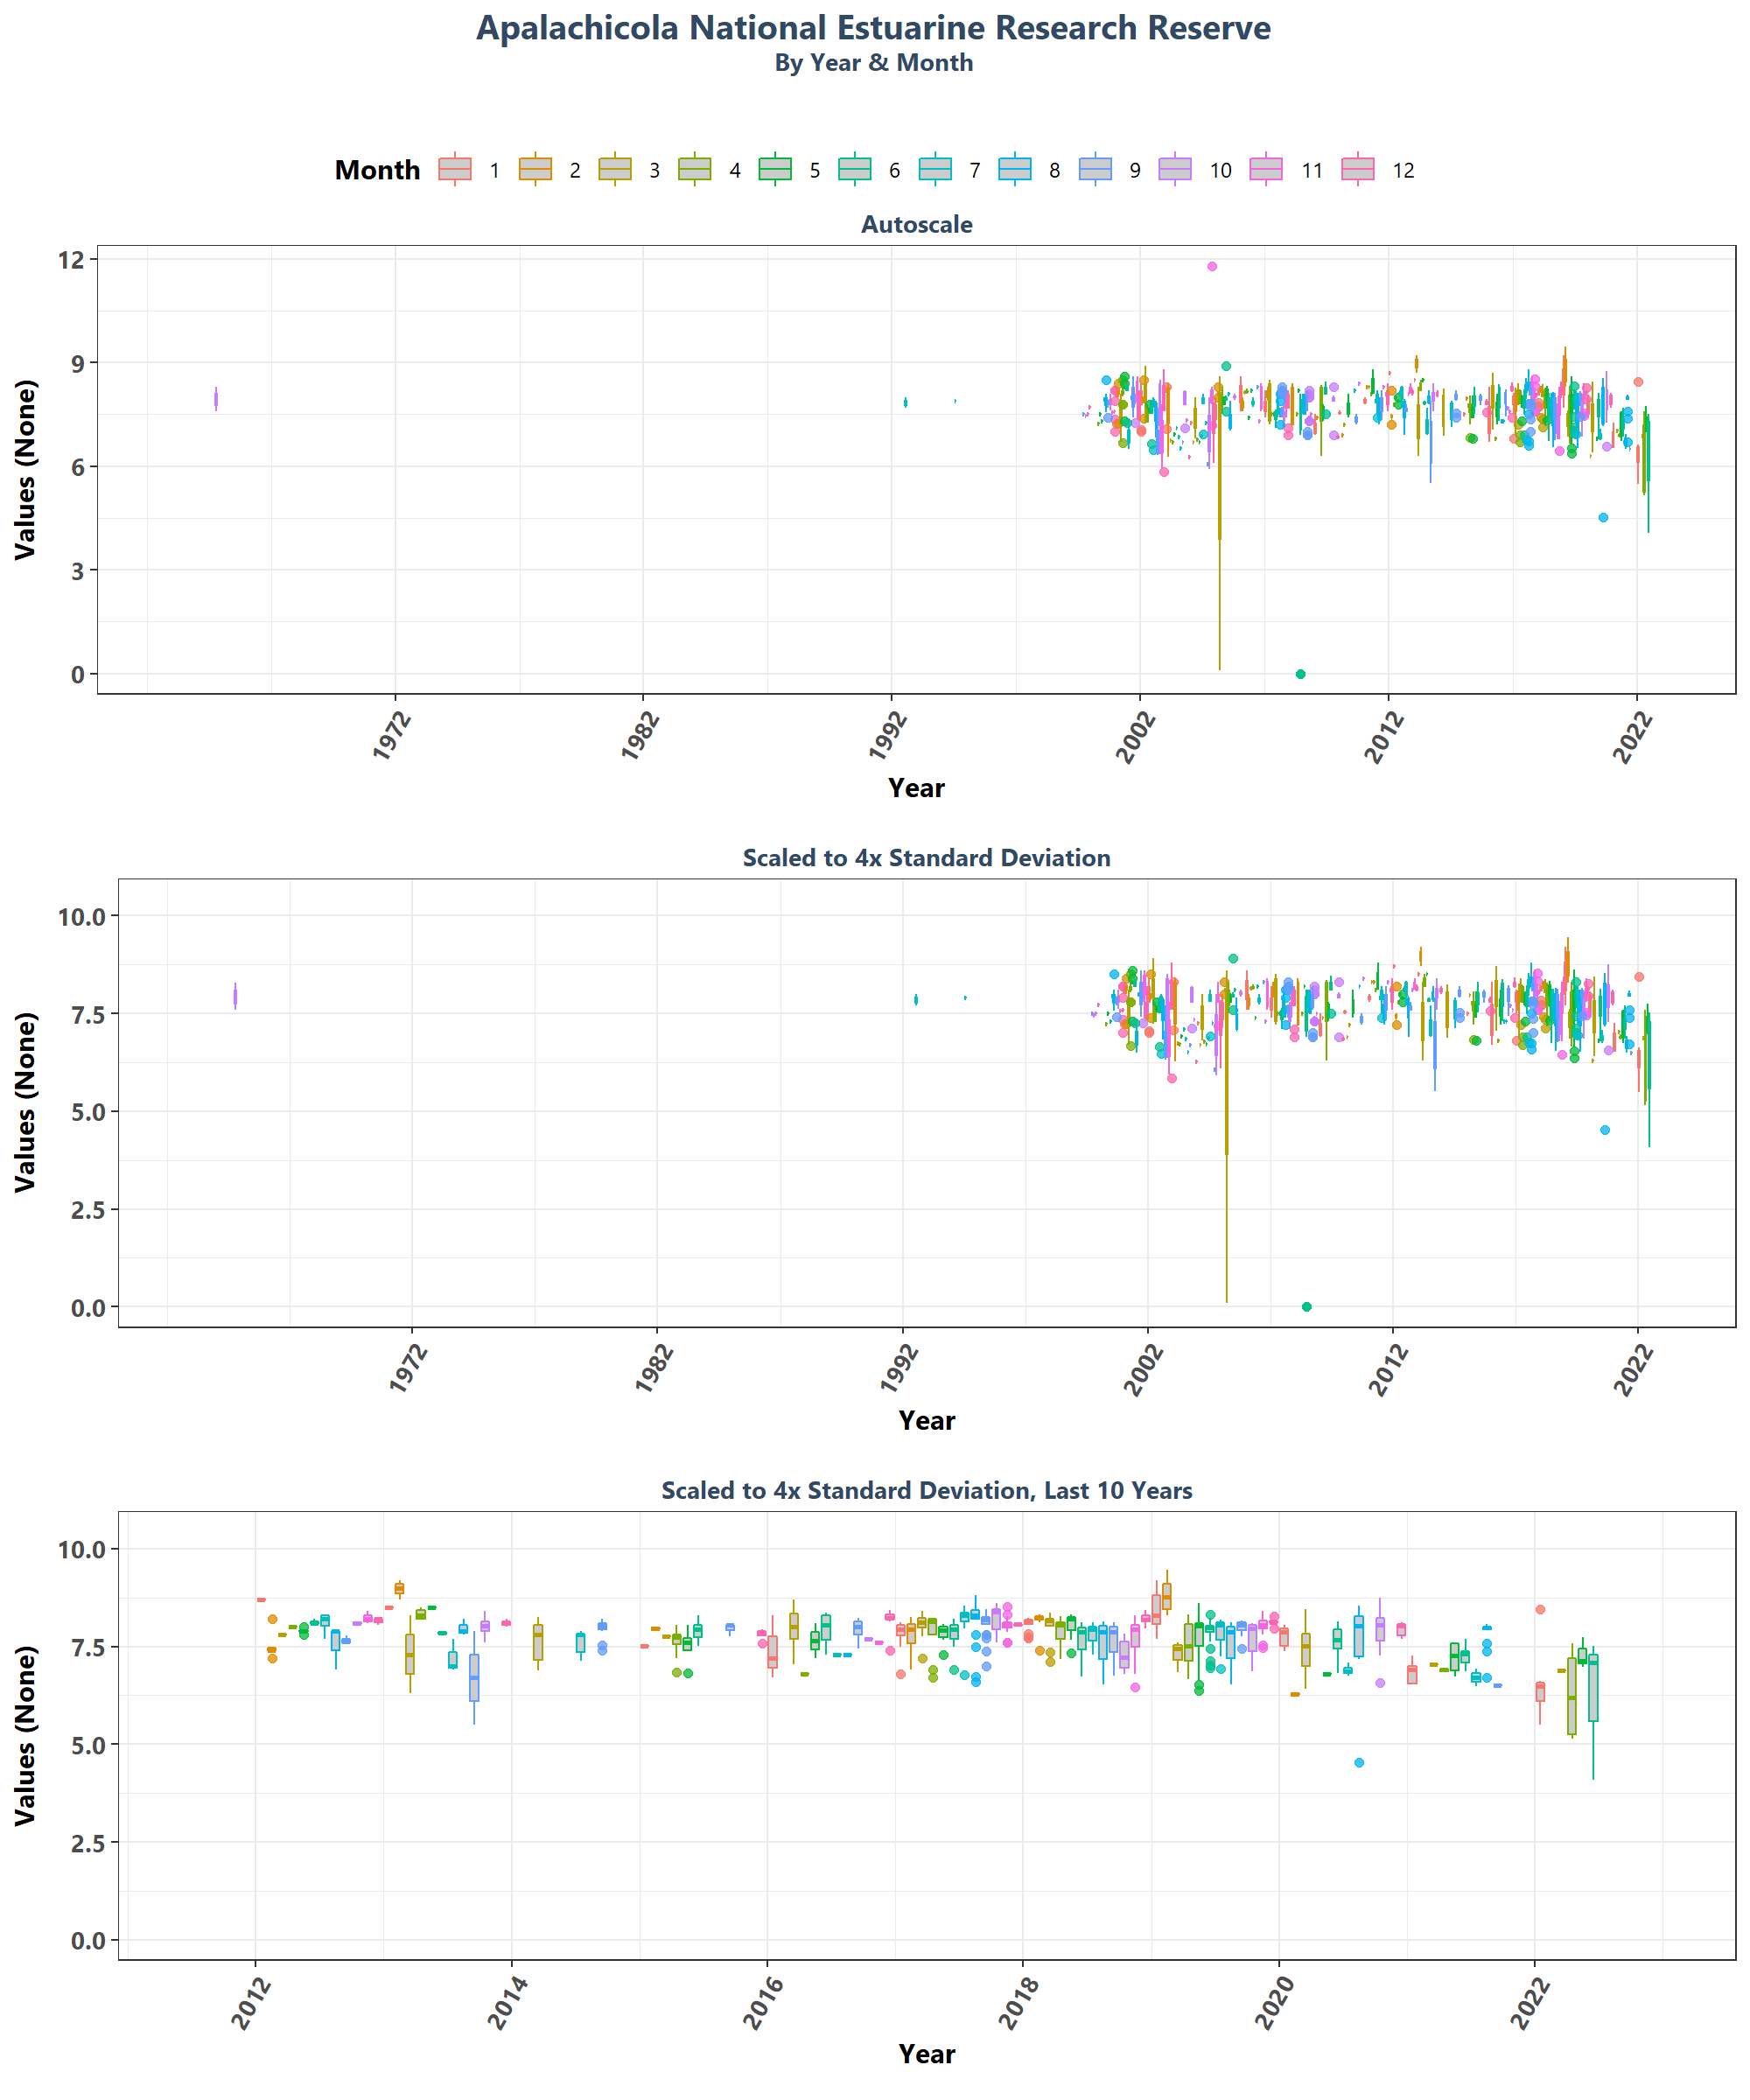 Apalachicola National Estuarine Research Reserve
By Year & Month
Month 1 2 3 4 5 6 7 8 9 10 11 12
Autoscale
Values (None)
12
9
6
3
0
1972 1982 1992 2002 2012 2022
Year
Scaled to 4x Standard Deviation
Values (None)
10.0
7.5
5.0
2.5
0.0
1972 1982 1992 2002 2012 2022
Year
Scaled to 4x Standard Deviation, Last 10 Years
Values (None)
10.0
7.5
5.0
2.5
0.0
2012 2014 2016 2018 2020 2022
Year